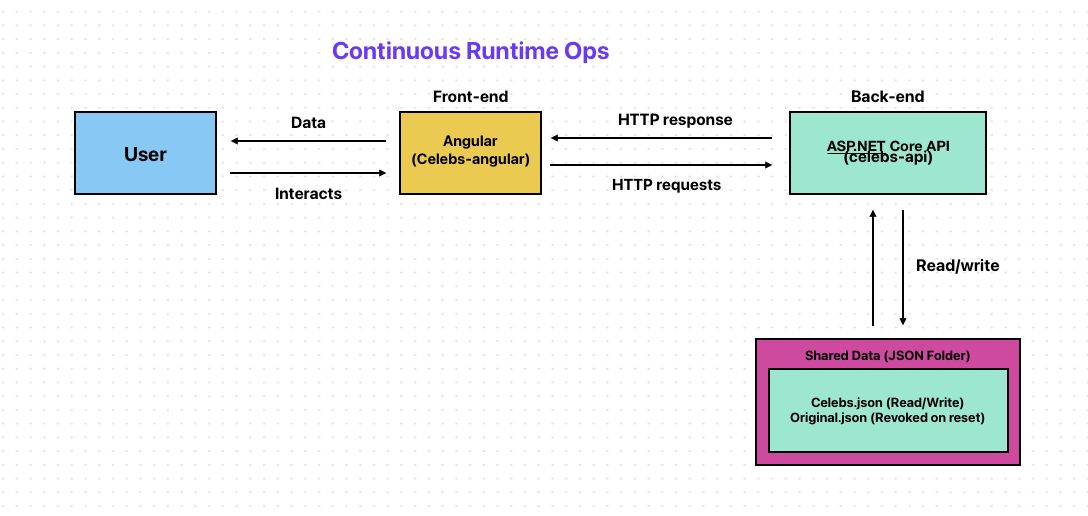 Continuous Runtime Ops
Front-end
Back-end
User
Data
Interacts
Angular
(Celebs-angular)
HTTP response
HTTP requests
ASP.NET Core API
(celebs-api)
Read/write
Shared Data (JSON Folder)
Celebs.json (Read/Write)
Original.json (Revoked on reset)